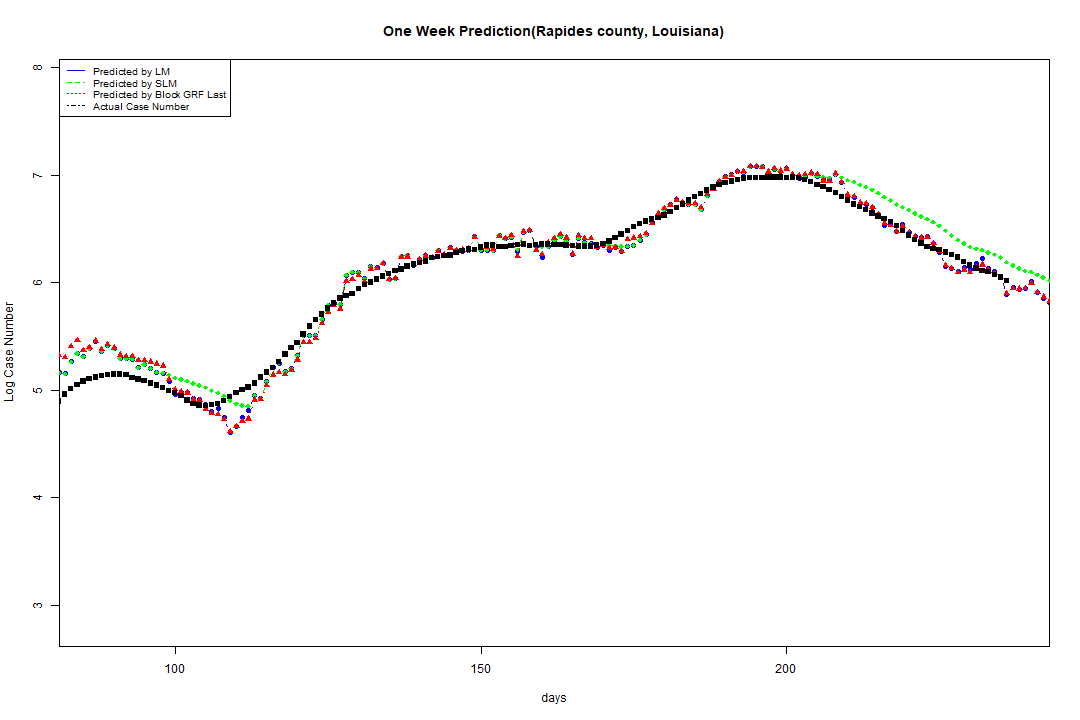 One Week Prediction(Rapides county, Louisiana)
8
Predicted by LM
Predicted by SLM
Predicted by Block GRF Last
Actual Case Number
7
6
5
4
3
Log Case Number
100 150 200
days